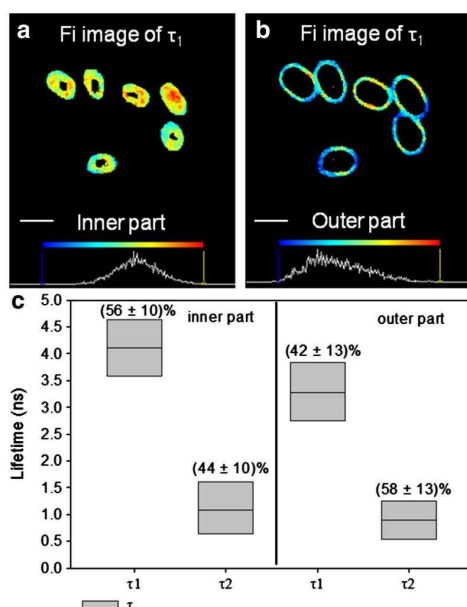 a
Fi image of τ1
Inner part
b
Fi image of τ1
Outer part
c
5.0
4.5
4.0
3.5
3.0
2.5
2.0
1.5
1.0
0.5
0.0
Lifetime (ns)
(56 ± 10)%
inner part
(44 ± 10)%
outer part
(42 ± 13)%
(58 ± 13)%
τ1
τ2
τ1
τ2
τ